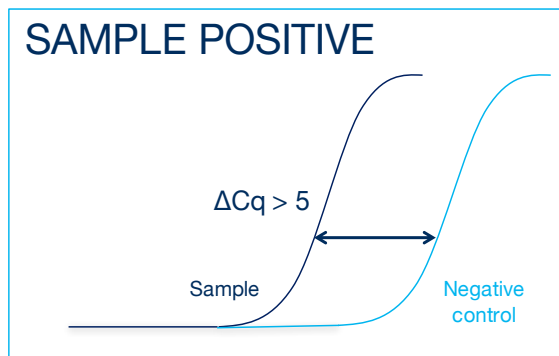 SAMPLE POSITIVE
ΔCq > 5
Sample
Negative
control